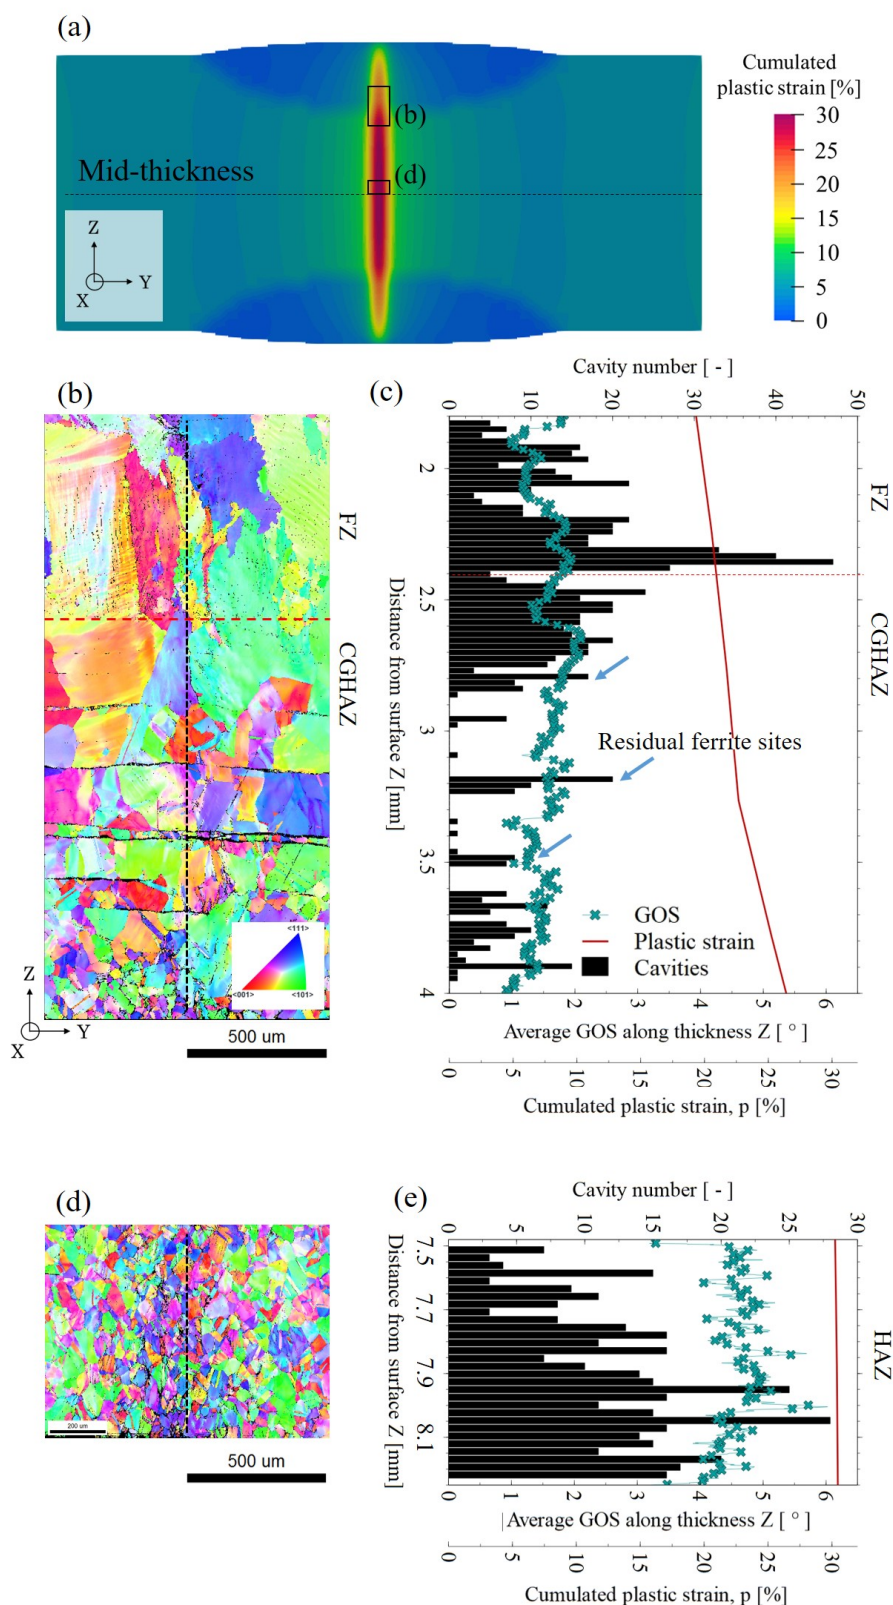 (a)
Cumulated
plastic strain [%]
30
25
20
15
10
5
0
(b)
(d)
Mid-thickness
Z
Y
X
(b)
FZ
CGHAZ
<111>
<001>
<101>
Z
Y
X
500 um
(c)
Cavity number [ - ]
0 10 20 30 40 50
FZ
CGHAZ
2
2.5
3
3.5
4
Distance from surface Z [mm]
Residual ferrite sites
GOS
Plastic strain
Cavities
0 1 2 3 4 5 6
Average GOS along thickness Z [ ° ]
0 5 10 15 20 25 30
Cumulated plastic strain, p [%]
(d)
200 um
500 um
(e)
Cavity number [ - ]
0 5 10 15 20 25 30
HAZ
7.5
7.7
7.9
8.1
Distance from surface Z [mm]
0 1 2 3 4 5 6
Average GOS along thickness Z [ ° ]
0 5 10 15 20 25 30
Cumulated plastic strain, p [%]